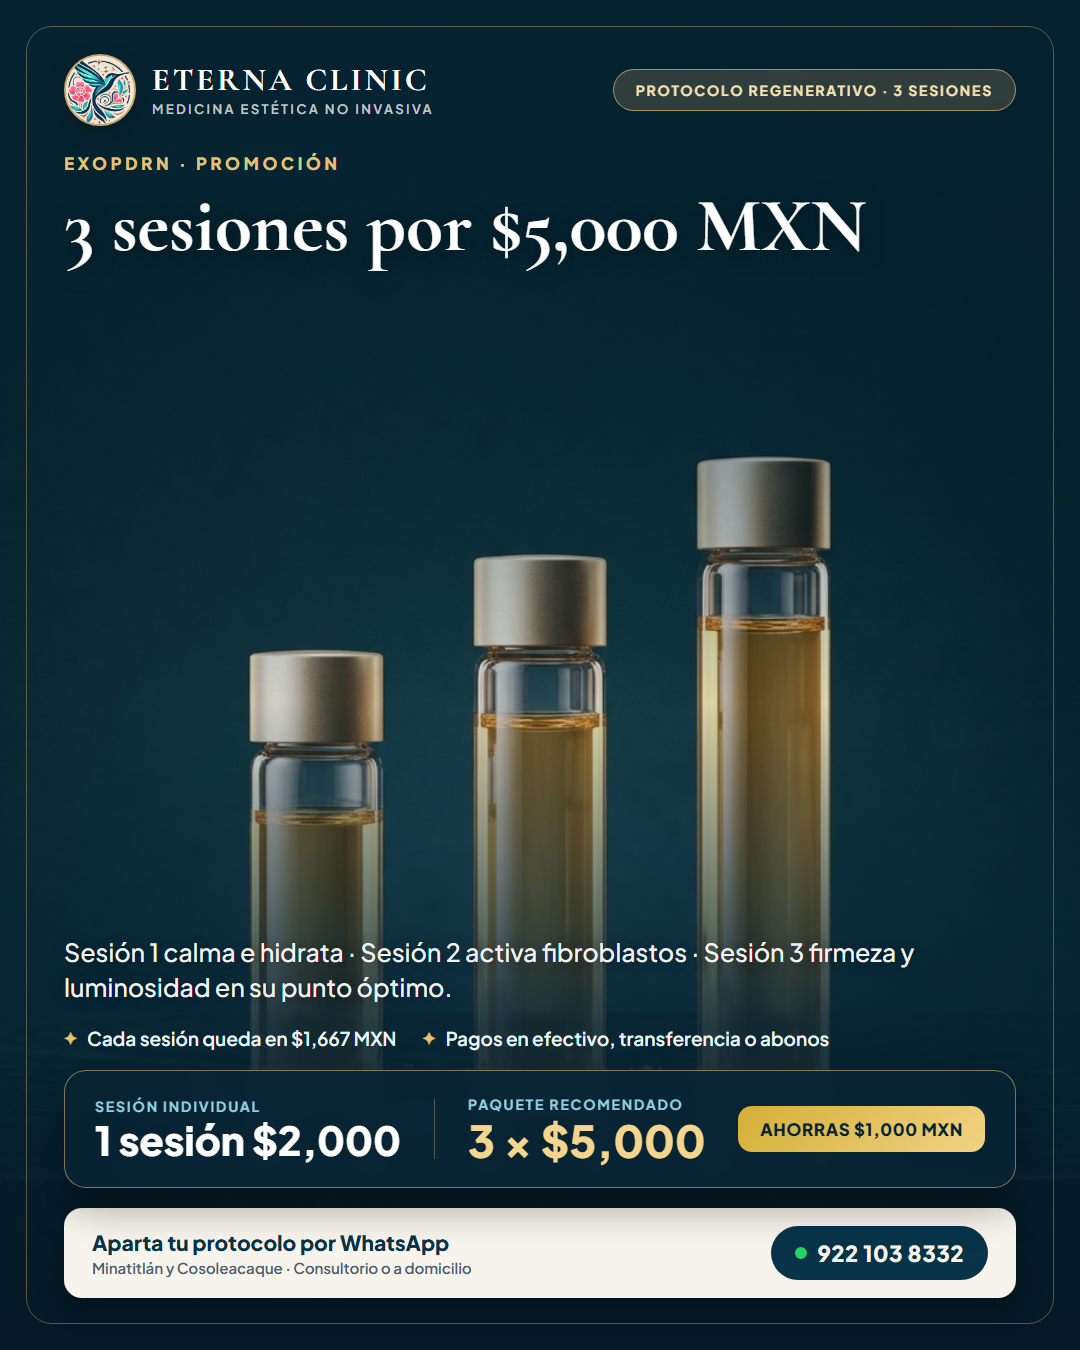 ETERNA CLINIC
MEDICINA ESTÉTICA NO INVASIVA
PROTOCOLO REGENERATIVO · 3 SESIONES
EXOPDRN · PROMOCIÓN
3 sesiones por $5,000 MXN
Sesión 1 calma e hidrata · Sesión 2 activa fibroblastos · Sesión 3 firmeza y
luminosidad en su punto óptimo.
✦ Cada sesión queda en $1,667 MXN ✦ Pagos en efectivo, transferencia o abonos
SESIÓN INDIVIDUAL
1 sesión $2,000
PAQUETE RECOMENDADO
3 × $5,000
AHORRAS $1,000 MXN
Aparta tu protocolo por WhatsApp
Minatitlán y Cosoleacaque · Consultorio o a domicilio
922 103 8332